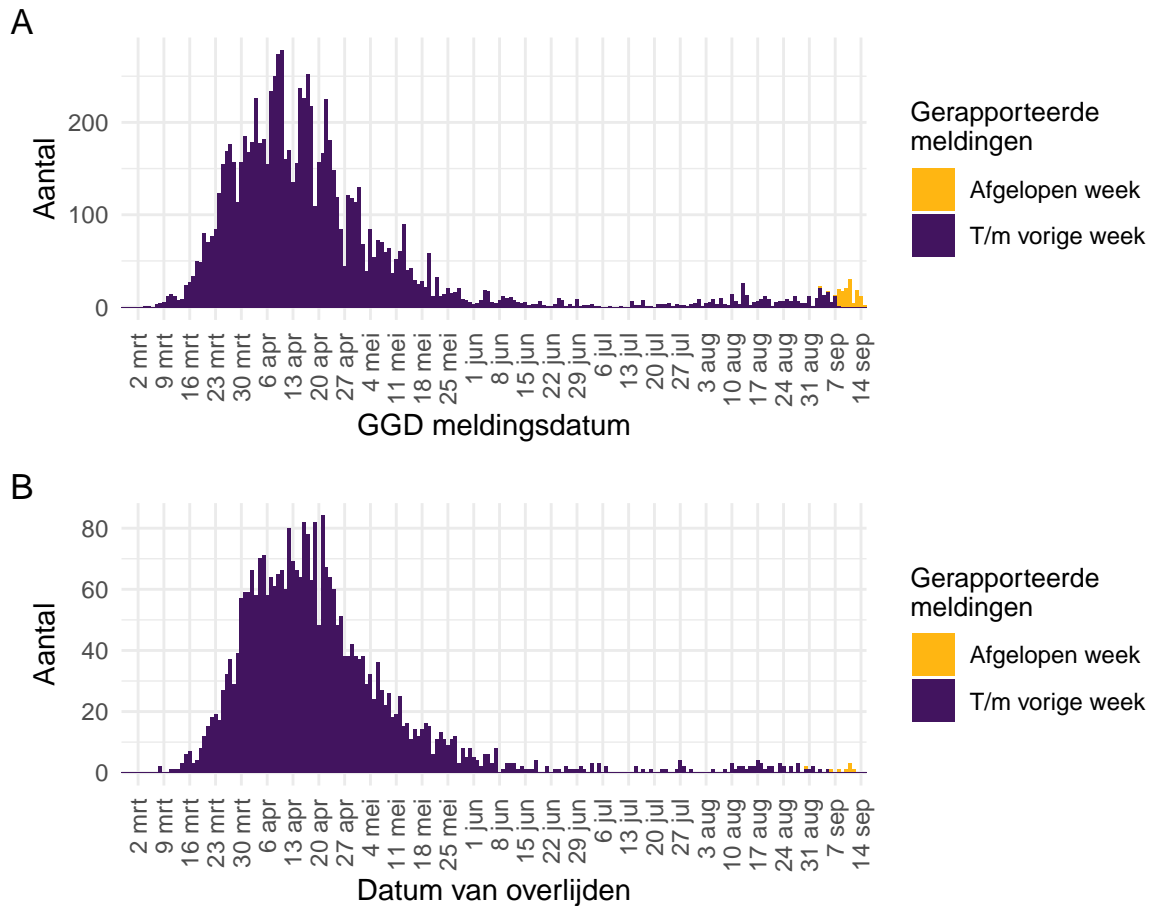 A
Aantal
200
100
0
2 mrt
9 mrt
16 mrt
23 mrt
30 mrt
6 apr
13 apr
20 apr
27 apr
4 mei
11 mei
18 mei
25 mei
1 jun
8 jun
15 jun
22 jun
29 jun
6 jul
13 jul
20 jul
27 jul
3 aug
10 aug
17 aug
24 aug
31 aug
7 sep
14 sep
GGD meldingsdatum
Gerapporteerde
meldingen
Afgelopen week
T/m vorige week
B
Aantal
80
60
40
20
0
2 mrt
9 mrt
16 mrt
23 mrt
30 mrt
6 apr
13 apr
20 apr
27 apr
4 mei
11 mei
18 mei
25 mei
1 jun
8 jun
15 jun
22 jun
29 jun
6 jul
13 jul
20 jul
27 jul
3 aug
10 aug
17 aug
24 aug
31 aug
7 sep
14 sep
Datum van overlijden
Gerapporteerde
meldingen
Afgelopen week
T/m vorige week